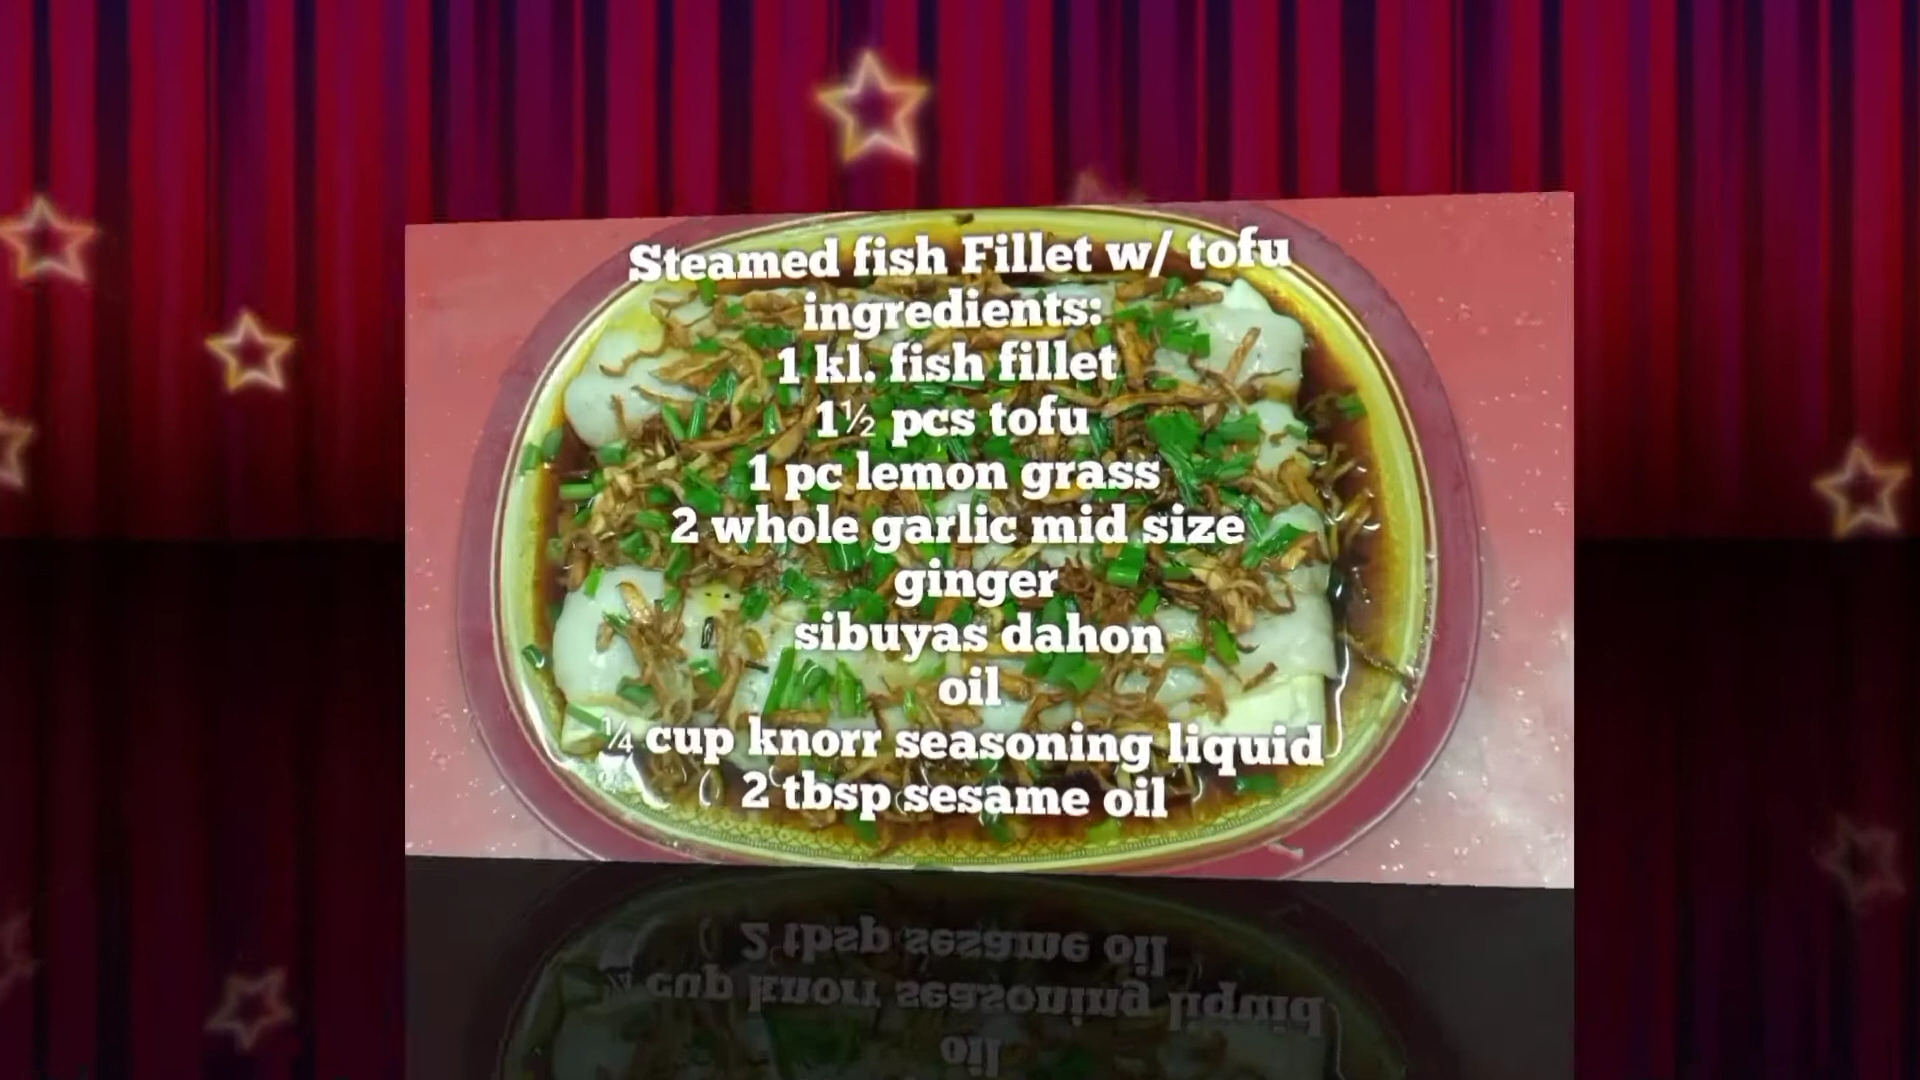 Steamed fish Fillet w/ tofu
ingredients:
1 kl. fish fillet
1½ pcs tofu
1 pc lemon grass
2 whole garlic mid size
ginger
sibuyas dahon
oil
¼ cup knorr seasoning liquid
2 tbsp sesame oil